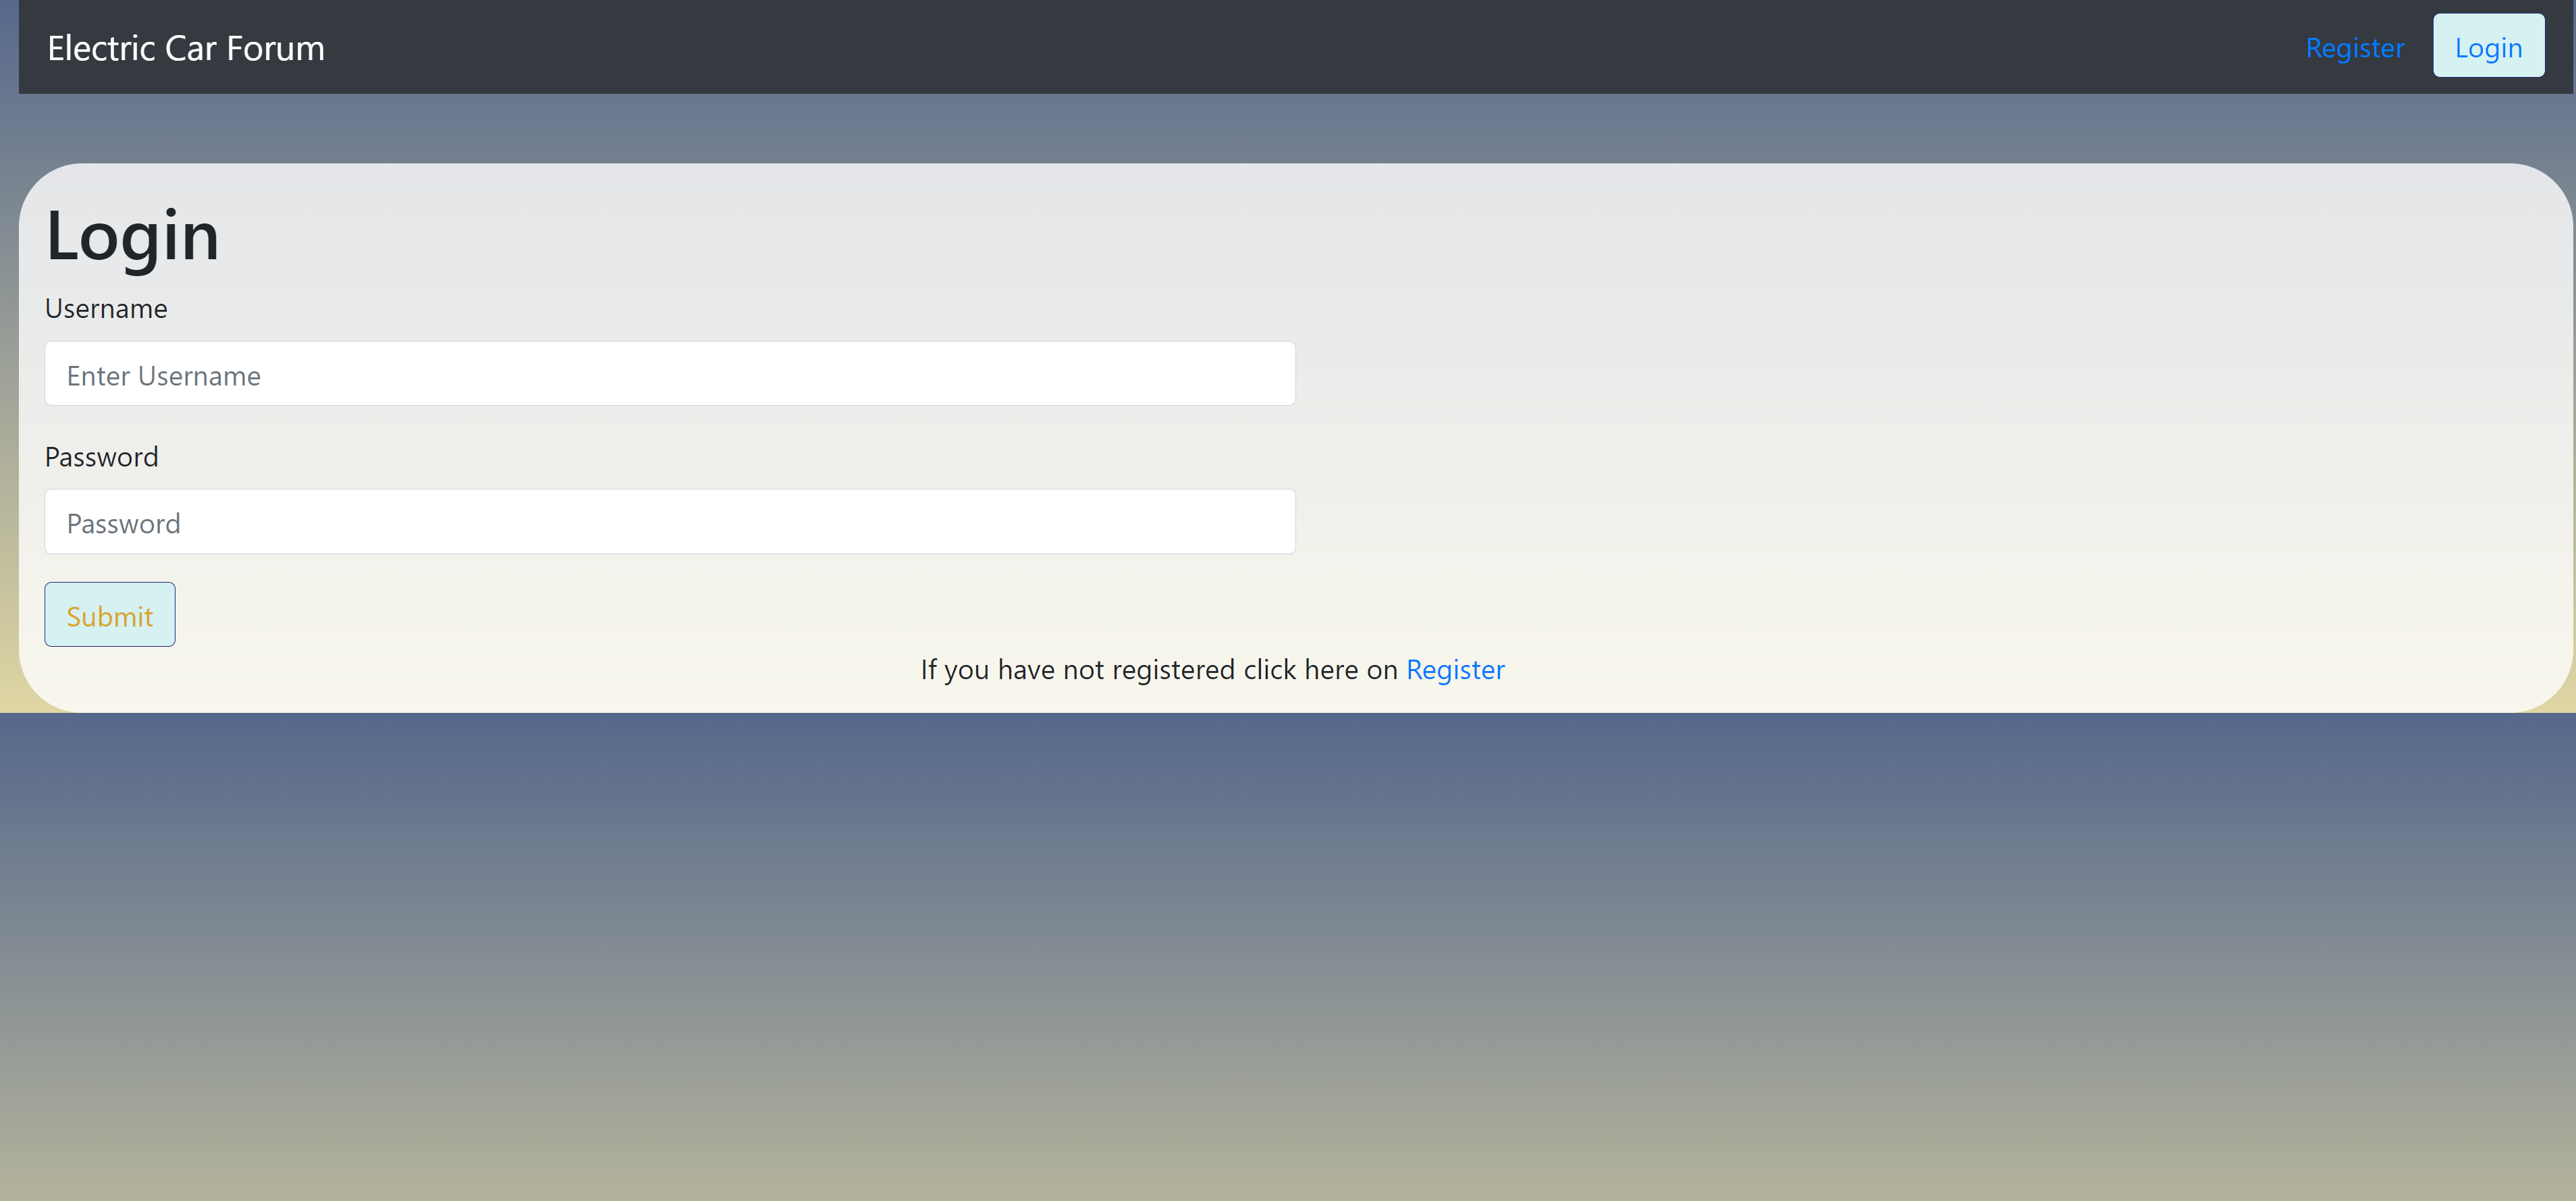 Electric Car Forum
Register
Login
Login
Username
Enter Username
Password
Password
Submit
If you have not registered click here on Register